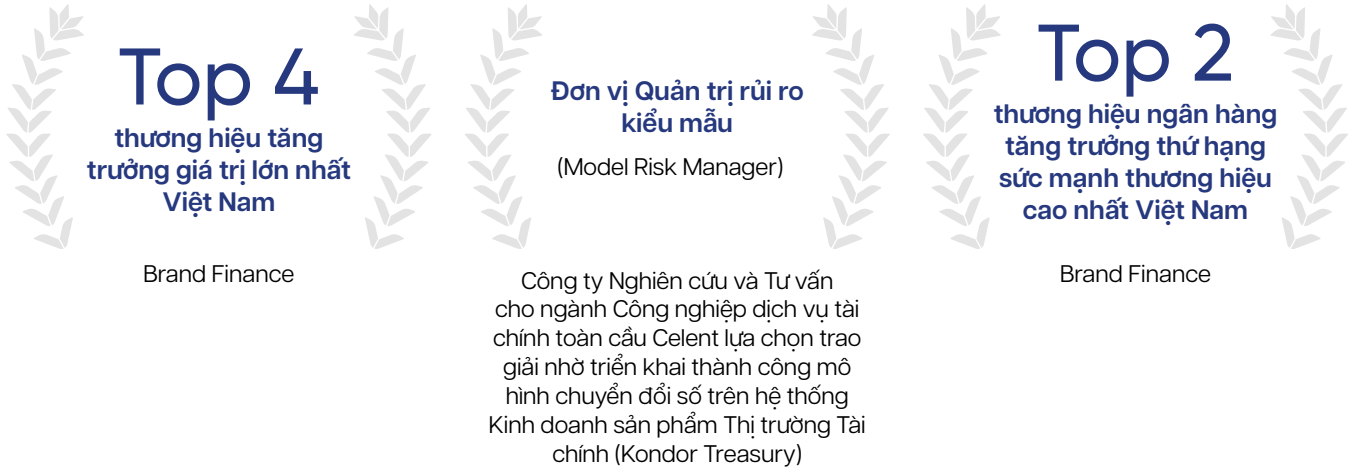 Top 4
thương hiệu tăng
trưởng giá trị lớn nhất
Việt Nam
Brand Finance
Đơn vị Quản trị rủi ro
kiểu mẫu
(Model Risk Manager)
Công ty Nghiên cứu và Tư vấn
cho ngành Công nghiệp dịch vụ tài
chính toàn cầu Celent lựa chọn trao
giải nhờ triển khai thành công mô
hình chuyển đổi số trên hệ thống
Kinh doanh sản phẩm Thị trường Tài
chính (Kondor Treasury)
Top 2
thương hiệu ngân hàng
tăng trưởng thứ hạng
sức mạnh thương hiệu
cao nhất Việt Nam
Brand Finance